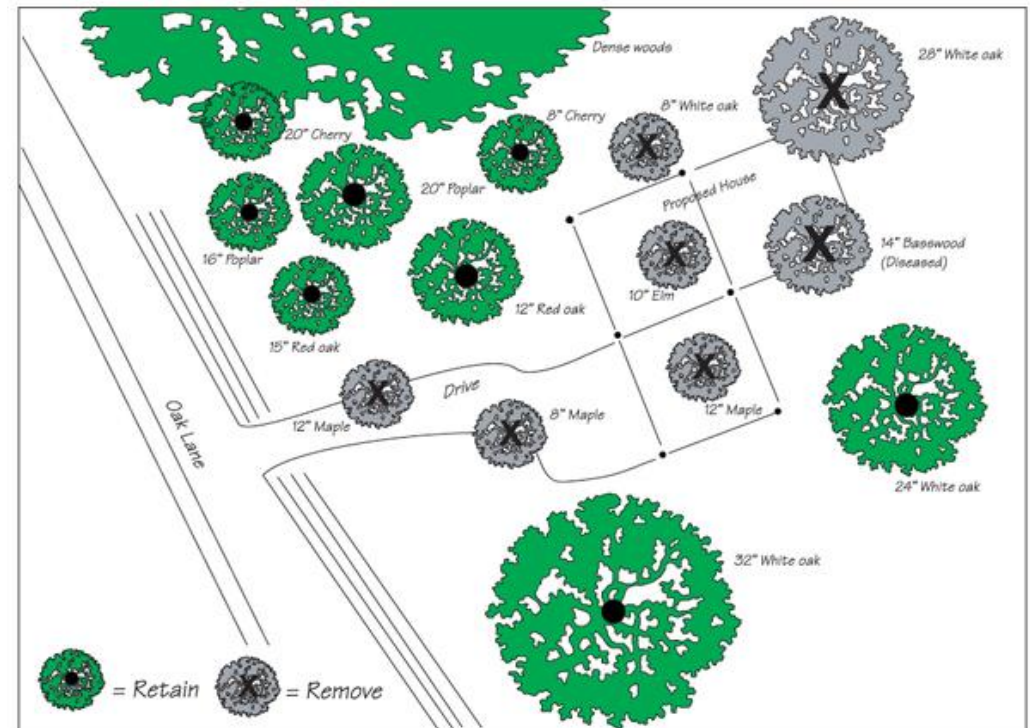 Dense woods
28" White oak
8" White oak
8" Cherry
20" Cherry
Proposed House
20" Poplar
16" Poplar
14" Basswood
(Diseased)
10" Elm
12" Red oak
15" Red oak
Drive
12" Maple
8" Maple
12" Maple
Oak Lane
24" White oak
32" White oak
X = Remove
= Retain
X
X
X
X
X
X
X